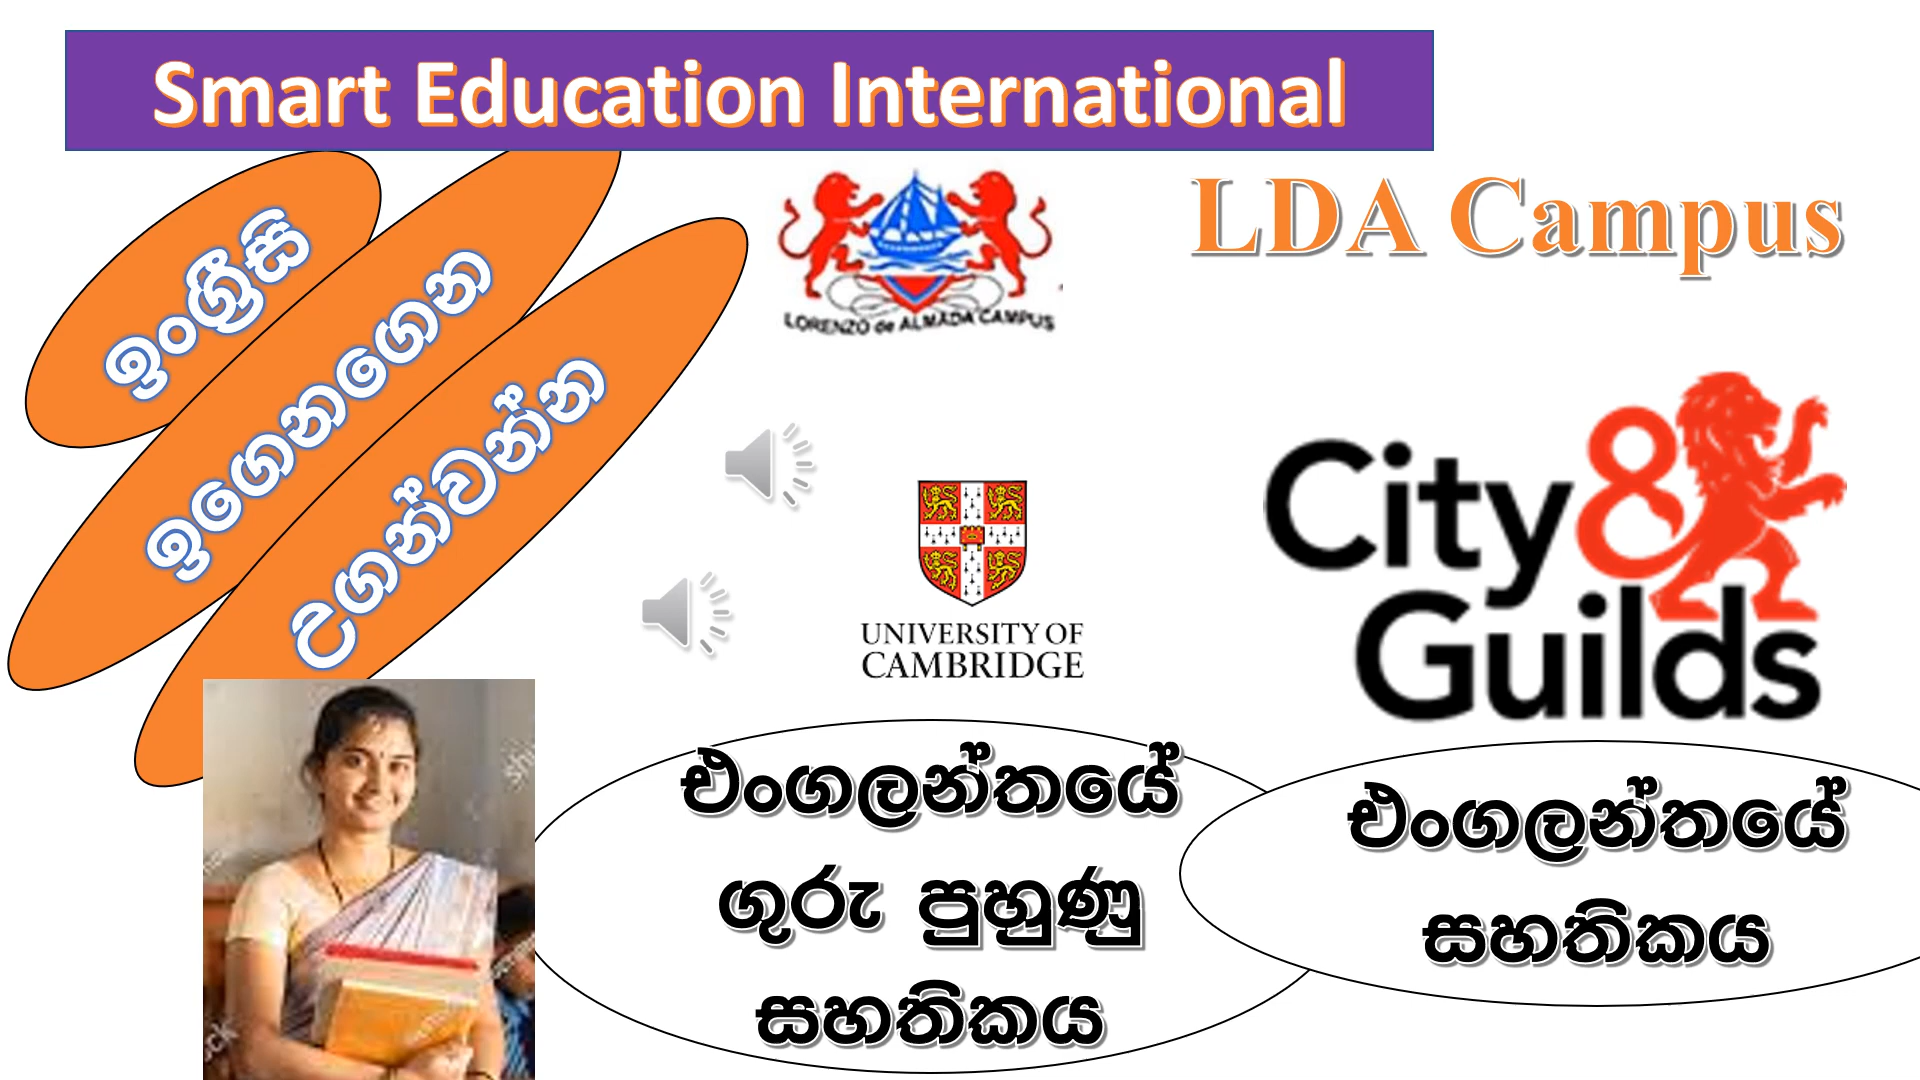 Smart Education International
ඉංග්‍රීසි
ඉගෙනගෙන
උගන්වන්න
LORENZO de ALMADA CAMPUS
LDA Campus
City &
Guilds
UNIVERSITY OF
CAMBRIDGE
එංගලන්තයේ
ගුරු පුහුණු
සහතිකය
එංගලන්තයේ
සහතිකය